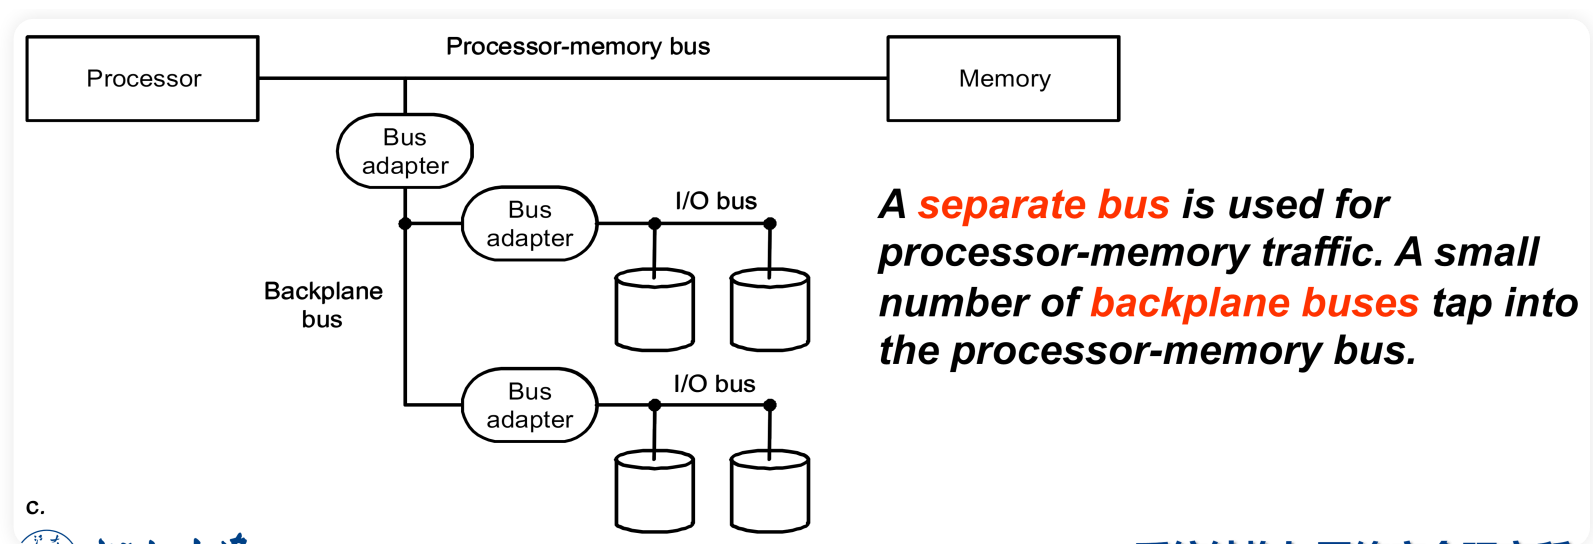 Processor-memory bus
Processor
Memory
Bus
adapter
Bus
adapter
I/O bus
Backplane
bus
Bus
adapter
I/O bus
A separate bus is used for
processor-memory traffic. A small
number of backplane buses tap into
the processor-memory bus.
c.